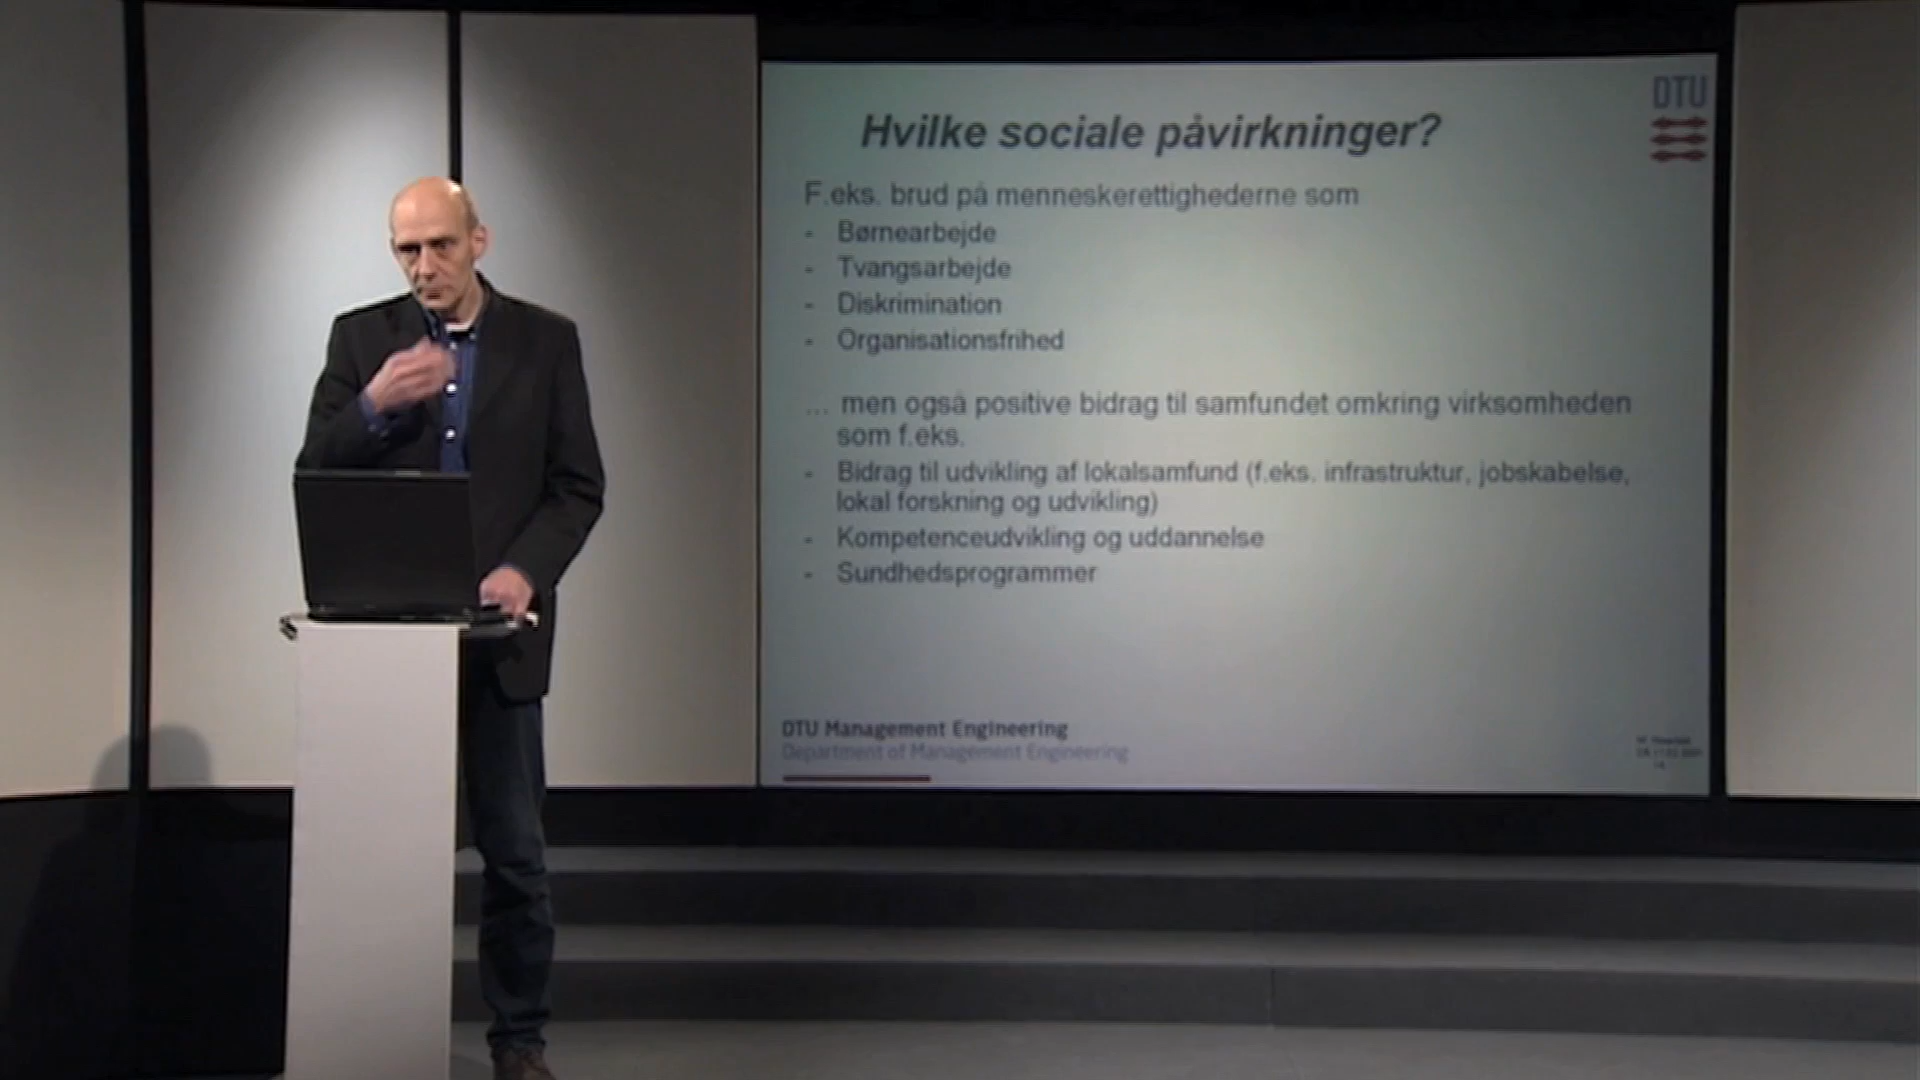 DTU
Hvilke sociale påvirkninger?
F.eks. brud på menneskerettighederne som
- Børnearbejde
- Tvangsarbejde
- Diskrimination
- Organisationsfrihed
... men også positive bidrag til samfundet omkring virksomheden
som f.eks.
- Bidrag til udvikling af lokalsamfund (f.eks. infrastruktur, jobskabelse,
lokal forskning og udvikling)
- Kompetenceudvikling og uddannelse
- Sundhedsprogrammer
DTU Management Engineering
Department of Management Engineering